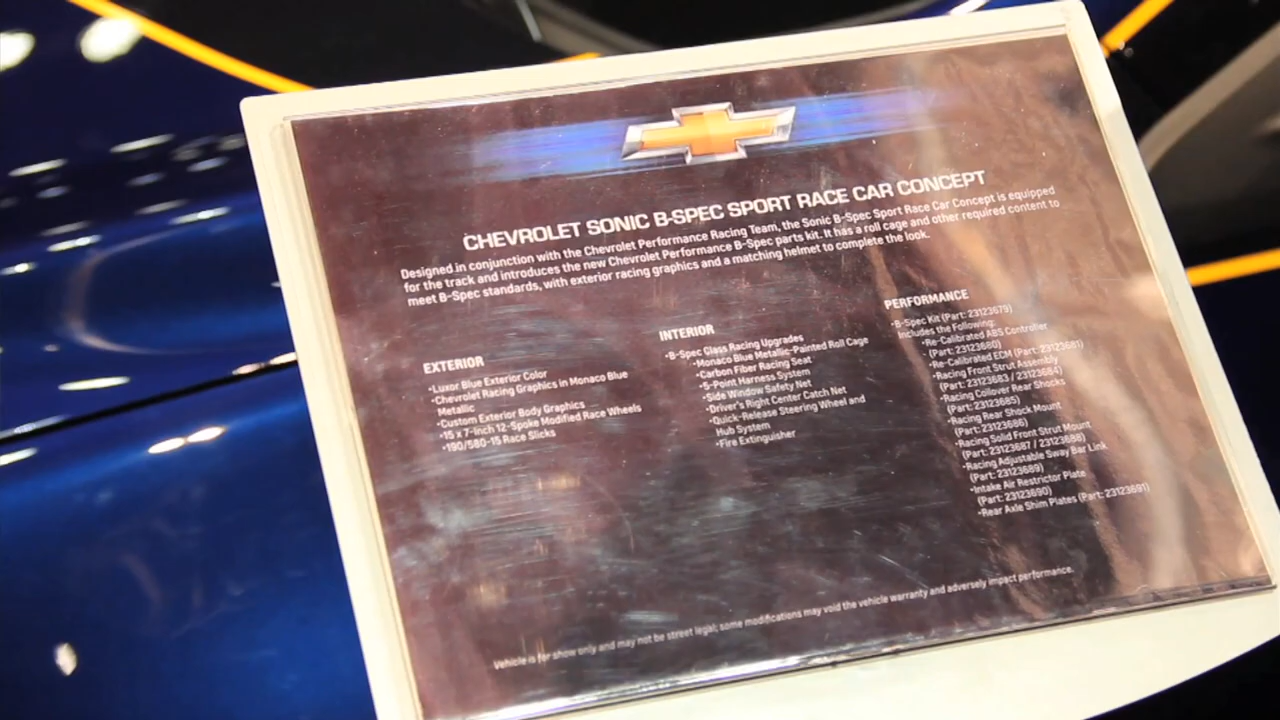 CHEVROLET SONIC B-SPEC SPORT RACE CAR CONCEPT
Designed in conjunction with the Chevrolet Performance Racing Team, the Sonic B-Spec Sport Race Car Concept is equipped
for the track and introduces the new Chevrolet Performance B-Spec parts kit. It has a roll cage and other required content to
meet B-Spec standards, with exterior racing graphics and a matching helmet to complete the look.
EXTERIOR
•Luxor Blue Exterior Color
•Chevrolet Racing Graphics in Monaco Blue
Metallic
•Custom Exterior Body Graphics
•15 x 7-Inch 12-Spoke Modified Race Wheels
•190/580-15 Race Slicks
INTERIOR
•B-Spec Glass Racing Upgrades
•Monaco Blue Metallic-Painted Roll Cage
•Carbon Fiber Racing Seat
•5-Point Harness System
•Side Window Safety Net
•Driver's Right Center Catch Net
•Quick-Release Steering Wheel and
Hub System
•Fire Extinguisher
PERFORMANCE
•B-Spec Kit (Part: 23123679)
Includes the Following:
•Re-Calibrated ABS Controller
(Part: 23123680)
•Re-Calibrated ECM (Part: 23123681)
•Racing Front Strut Assembly
(Part: 23123683 / 23123684)
•Racing Coilover Rear Shocks
(Part: 23123685)
•Racing Rear Shock Mount
(Part: 23123686)
•Racing Solid Front Strut Mount
(Part: 23123687 / 23123688)
•Racing Adjustable Sway Bar Link
(Part: 23123689)
•Intake Air Restrictor Plate
(Part: 23123690)
•Rear Axle Shim Plates (Part: 23123691)
Vehicle is for show only and may not be street legal; some modifications may void the vehicle warranty and adversely impact performance.